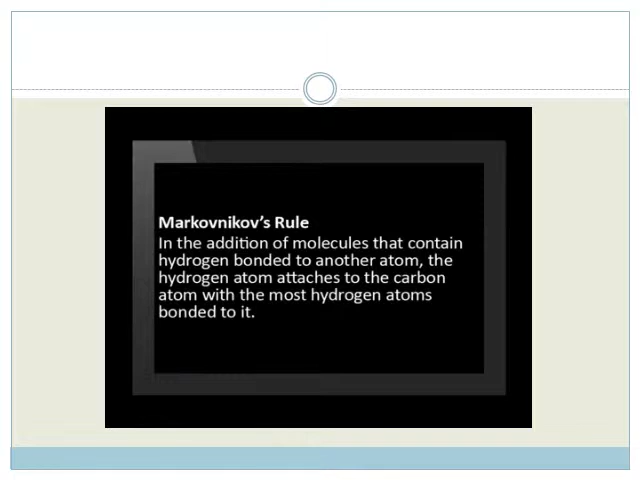 Markovnikov's Rule
In the addition of molecules that contain
hydrogen bonded to another atom, the
hydrogen atom attaches to the carbon
atom with the most hydrogen atoms
bonded to it.